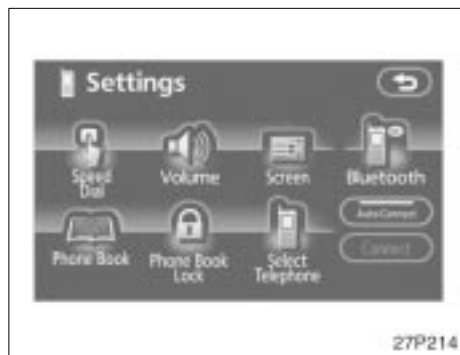 Settings
Speed
Dial
Volume
Screen
Bluetooth
Auto Connect
Phone Book
Phone Book
Lock
Select
Telephone
Connect
27P214